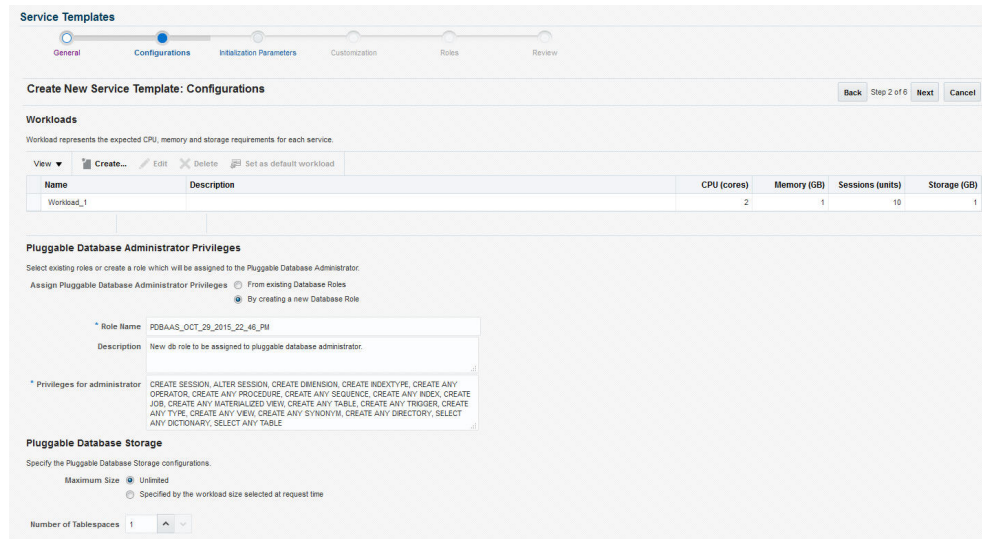 Service Templates
General
Configurations
Initialization Parameters
Customization
Roles
Review
Create New Service Template: Configurations
Back Step 2 of 6 Next Cancel
Workloads
Workload represents the expected CPU, memory and storage requirements for each service.
View Create... Edit Delete Set as default workload
Name Description CPU (cores) Memory (GB) Sessions (units) Storage (GB)
Workload_1 2 1 10 1
Pluggable Database Administrator Privileges
Select existing roles or create a role which will be assigned to the Pluggable Database Administrator.
Assign Pluggable Database Administrator Privileges From existing Database Roles
By creating a new Database Role
* Role Name PDBAAS_OCT_29_2015_22_46_PM
Description New db role to be assigned to pluggable database administrator.
* Privileges for administrator CREATE SESSION, ALTER SESSION, CREATE DIMENSION, CREATE INDEXTYPE, CREATE ANY
OPERATOR, CREATE ANY PROCEDURE, CREATE ANY SEQUENCE, CREATE ANY INDEX, CREATE
JOB, CREATE ANY MATERIALIZED VIEW, CREATE ANY TABLE, CREATE ANY TRIGGER, CREATE
ANY TYPE, CREATE ANY VIEW, CREATE ANY SYNONYM, CREATE ANY DIRECTORY, SELECT
ANY DICTIONARY, SELECT ANY TABLE
Pluggable Database Storage
Specify the Pluggable Database Storage configurations.
Maximum Size Unlimited
Specified by the workload size selected at request time
Number of Tablespaces 1